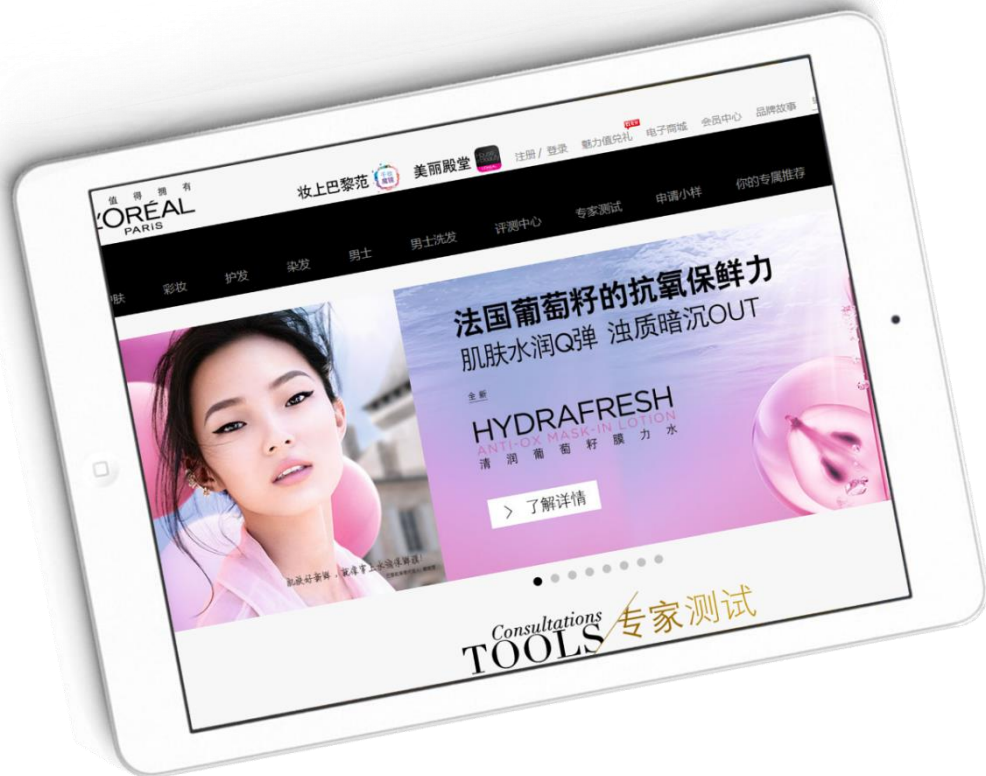 值得拥有
L'ORÉAL
PARIS
妆上巴黎范
美丽殿堂
注册 / 登录 魅力值兑礼 电子商城 会员中心 品牌故事
肤 彩妆 护发 染发 男士 男士洗发 评测中心 专家测试 申请小样 你的专属推荐
法国葡萄籽的抗氧保鲜力
肌肤水润Q弹 浊质暗沉OUT
全新
HYDRAFRESH
ANTI-OX MASK-IN LOTION
清润葡萄籽膜力水
> 了解详情
Consultations
TOOLS
专家测试